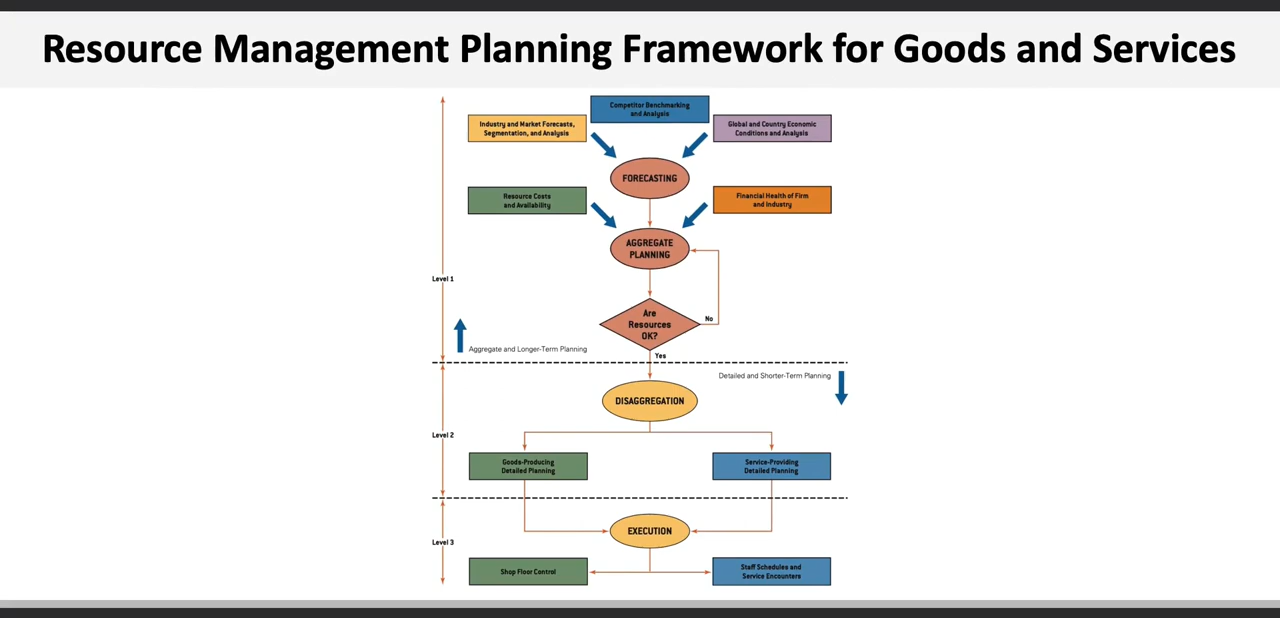 Resource Management Planning Framework for Goods and Services
Competitor Benchmarking
and Analysis
Industry and Market Forecasts,
Segmentation, and Analysis
Global and Country Economic
Conditions and Analysis
FORECASTING
Resource Costs
and Availability
Financial Health of Firm
and Industry
AGGREGATE
PLANNING
Level 1
Are
Resources
OK?
No
Aggregate and Longer-Term Planning
Yes
Detailed and Shorter-Term Planning
DISAGGREGATION
Level 2
Goods-Producing
Detailed Planning
Service-Providing
Detailed Planning
EXECUTION
Level 3
Shop Floor Control
Staff Schedules and
Service Encounters